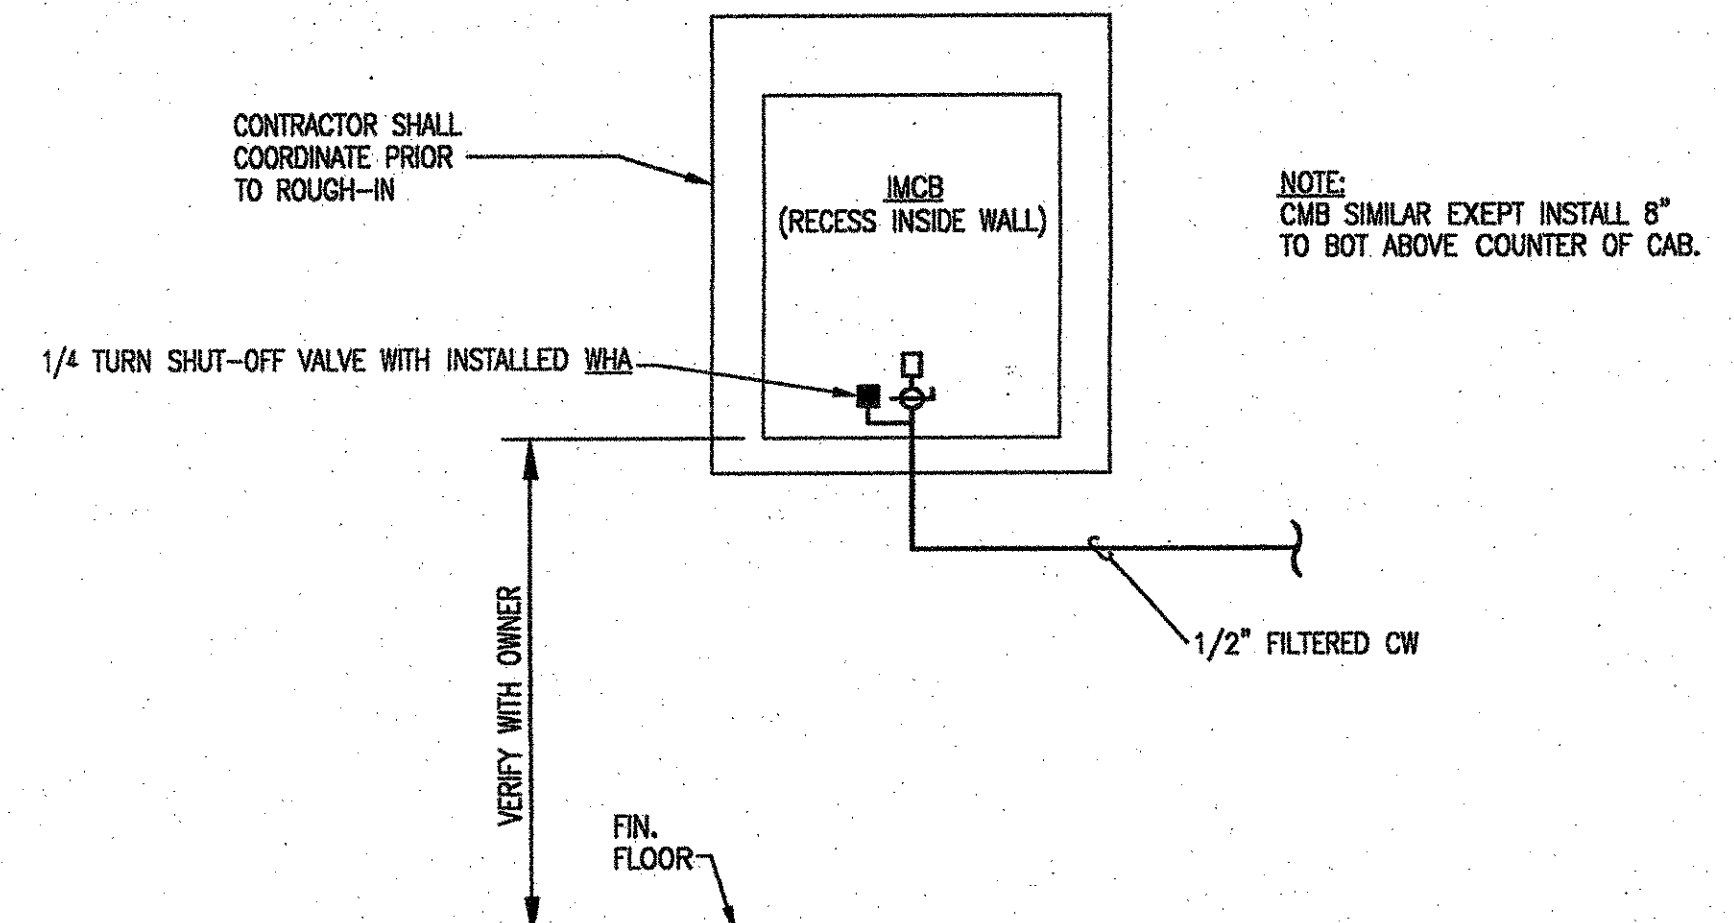 CONTRACTOR SHALL
COORDINATE PRIOR
TO ROUGH-IN
IMCB
(RECESS INSIDE WALL)
NOTE:
CMB SIMILAR EXEPT INSTALL 8"
TO BOT ABOVE COUNTER OF CAB.
1/4 TURN SHUT-OFF VALVE WITH INSTALLED WHA
VERIFY WITH OWNER
1/2" FILTERED CW
FIN.
FLOOR